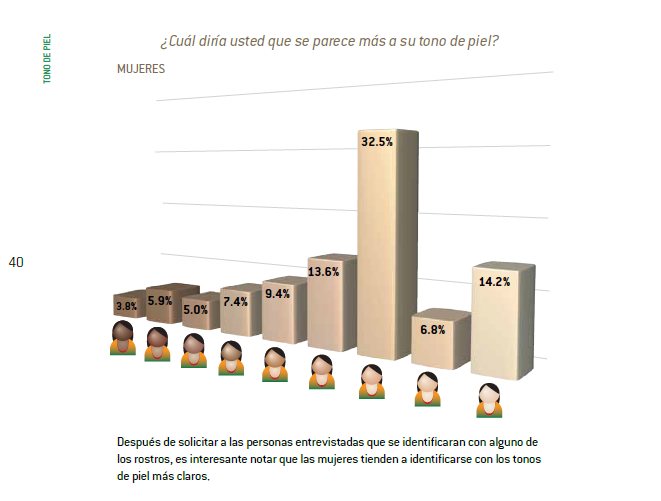 ¿Cuál diría usted que se parece más a su tono de piel?
TONO DE PIEL
MUJERES
32.5%
13.6%
14.2%
9.4%
7.4%
5.9%
3.8%
5.0%
6.8%
40
Después de solicitar a las personas entrevistadas que se identificaran con alguno de
los rostros, es interesante notar que las mujeres tienden a identificarse con los tonos
de piel más claros.